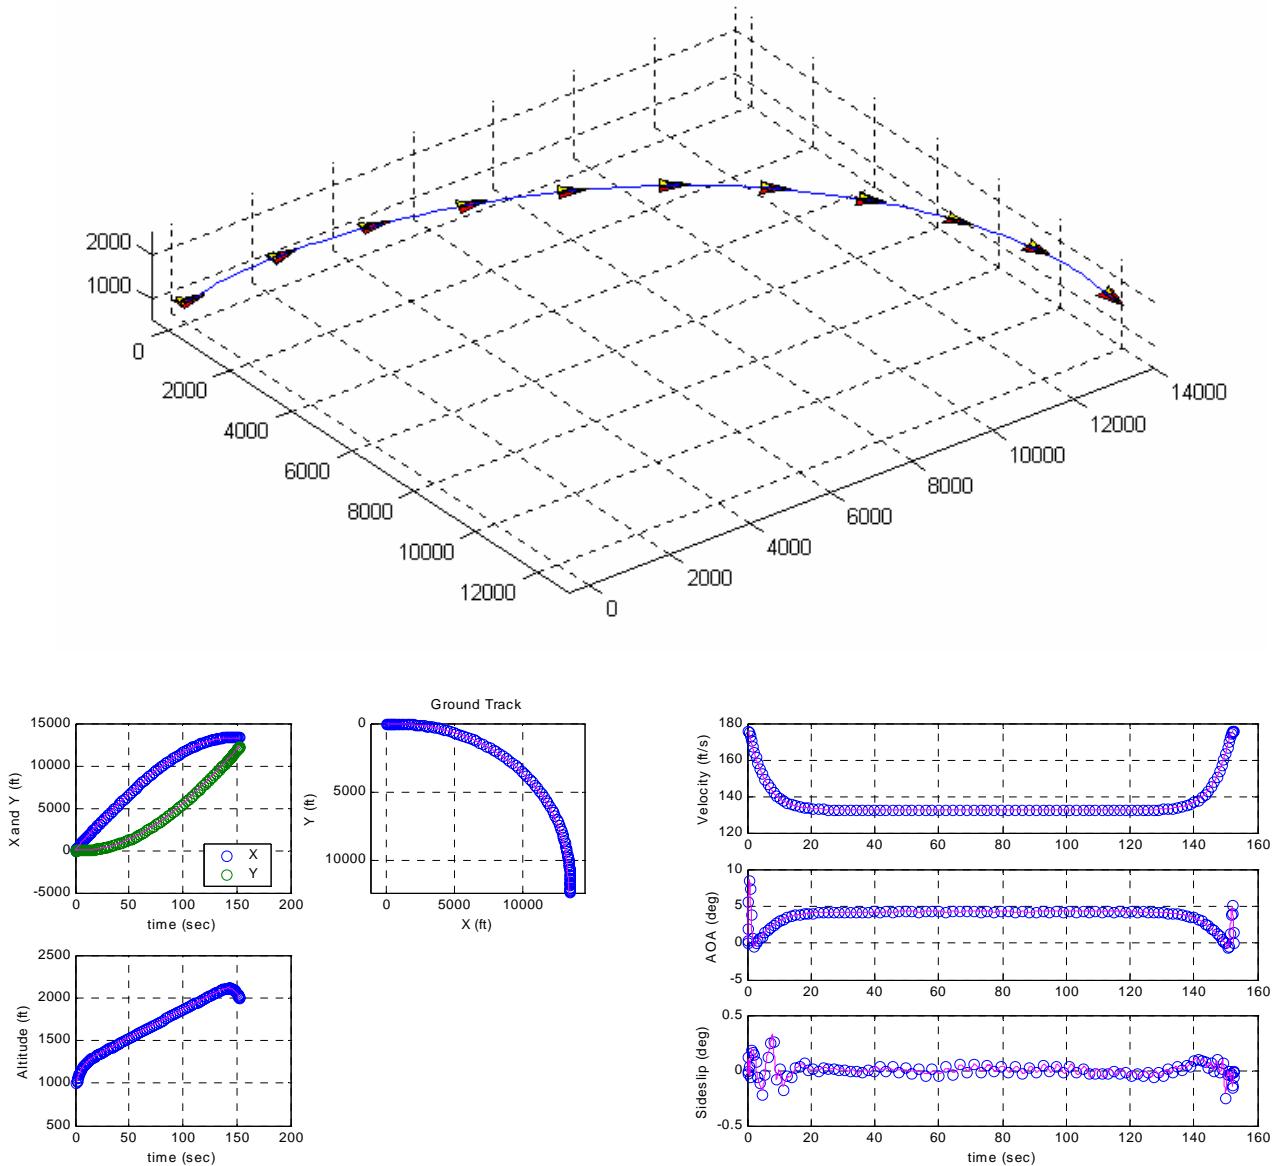 2000
1000
0
2000
4000
6000
8000
10000
12000
0
2000
4000
6000
8000
10000
12000
14000
15000
10000
5000
0
-5000
0 50 100 150 200
X and Y (ft)
time (sec)
X
Y
Ground Track
0
5000
10000
0 5000 10000
Y (ft)
X (ft)
2500
2000
1500
1000
500
0 50 100 150 200
Altitude (ft)
time (sec)
180
160
140
120
0 20 40 60 80 100 120 140 160
Velocity (ft/s)
10
5
0
-5
0 20 40 60 80 100 120 140 160
AOA (deg)
0.5
0
-0.5
0 20 40 60 80 100 120 140 160
Sideslip (deg)
time (sec)